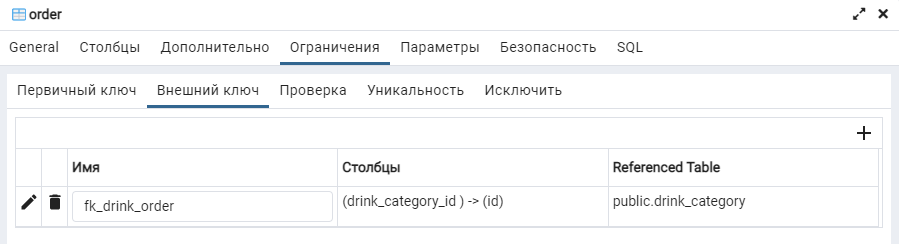 order
General Столбцы Дополнительно Ограничения Параметры Безопасность SQL
Первичный ключ Внешний ключ Проверка Уникальность Исключить
Имя Столбцы Referenced Table
fk_drink_order (drink_category_id ) -> (id) public.drink_category